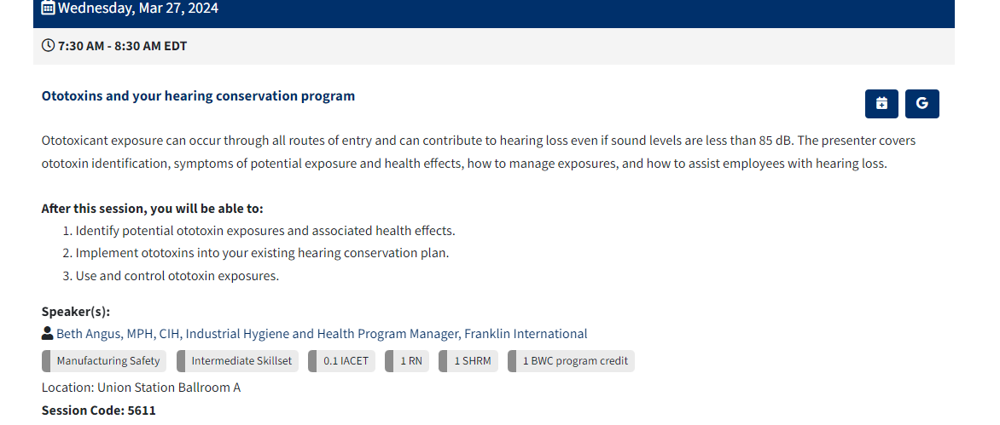 Wednesday, Mar 27, 2024
7:30 AM - 8:30 AM EDT
Ototoxins and your hearing conservation program
G
Ototoxicant exposure can occur through all routes of entry and can contribute to hearing loss even if sound levels are less than 85 dB. The presenter covers
ototoxin identification, symptoms of potential exposure and health effects, how to manage exposures, and how to assist employees with hearing loss.
After this session, you will be able to:
1. Identify potential ototoxin exposures and associated health effects.
2. Implement ototoxins into your existing hearing conservation plan.
3. Use and control ototoxin exposures.
Speaker(s):
Beth Angus, MPH, CIH, Industrial Hygiene and Health Program Manager, Franklin International
Manufacturing Safety Intermediate Skillset 0.1 IACET 1 RN 1 SHRM 1 BWC program credit
Location: Union Station Ballroom A
Session Code: 5611